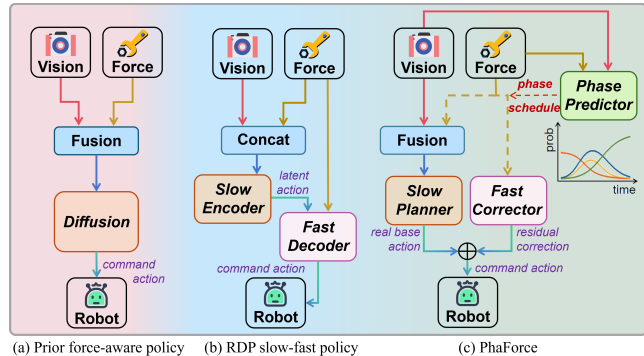 Vision
Force
Fusion
Diffusion
command
action
Robot
(a) Prior force-aware policy
Vision
Force
Concat
Slow
Encoder
latent
action
Fast
Decoder
command action
Robot
(b) RDP slow-fast policy
Vision
Force
Phase
Predictor
phase
schedule
prob
time
Fusion
Slow
Planner
Fast
Corrector
real base
action
residual
correction
command action
Robot
(c) PhaForce